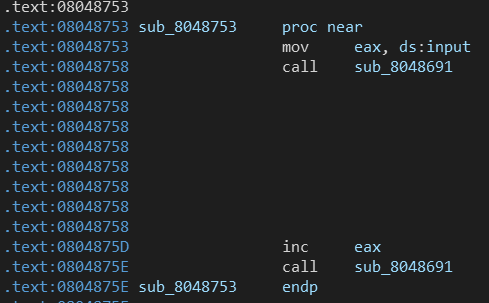 .text:08048753
.text:08048753 sub_8048753 proc near
.text:08048753 mov eax, ds:input
.text:08048758 call sub_8048691
.text:08048758
.text:08048758
.text:08048758
.text:08048758
.text:08048758
.text:08048758
.text:08048758
.text:08048758
.text:0804875D inc eax
.text:0804875E call sub_8048691
.text:0804875E sub_8048753 endp